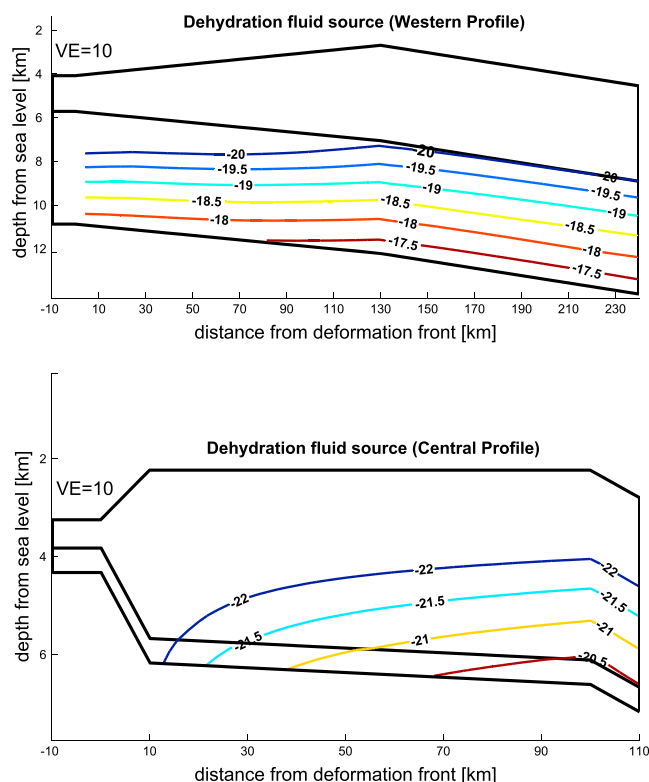 Dehydration fluid source (Western Profile)
VE=10
depth from sea level [km]
2
4
6
8
10
12
-20 -20 -20
-19.5 -19.5 -19.5
-19 -19 -19
-18.5 -18.5 -18.5
-18 -18 -18
-17.5 -17.5
-10 10 30 50 70 90 110 130 150 170 190 210 230
distance from deformation front [km]
Dehydration fluid source (Central Profile)
VE=10
depth from sea level [km]
2
4
6
-22 -22 -22
-21.5 -21.5 -21.5
-21 -21
-20.5
-10 10 30 50 70 90 110
distance from deformation front [km]